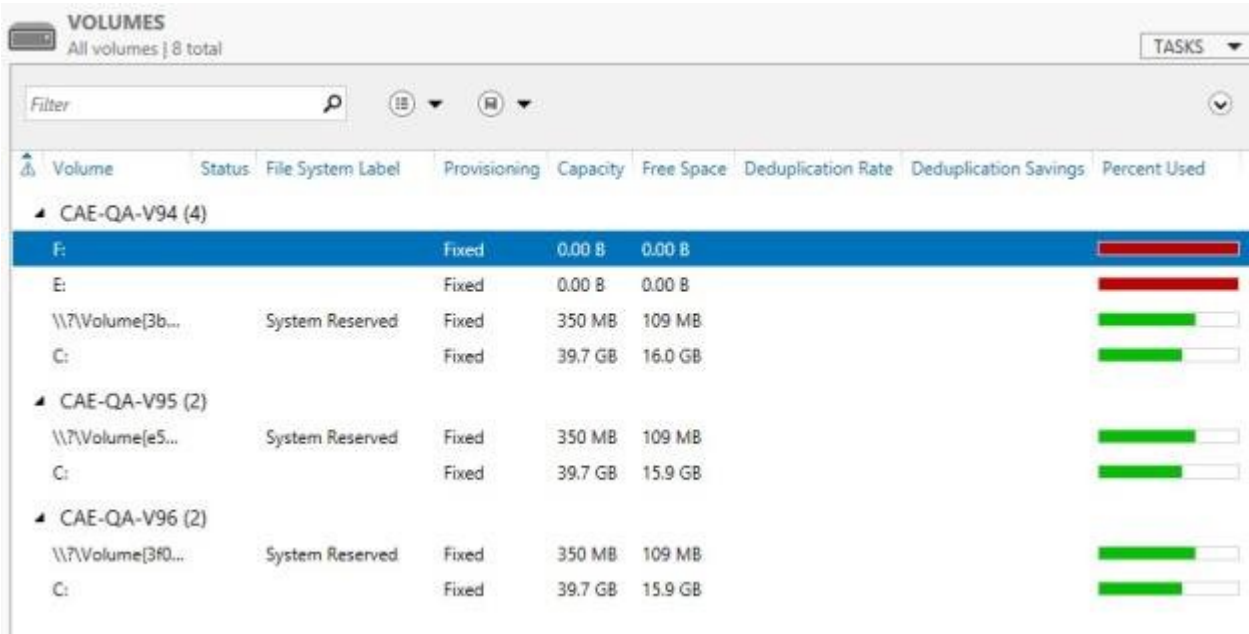 VOLUMES
All volumes | 8 total
TASKS
Filter
Volume Status File System Label Provisioning Capacity Free Space Deduplication Rate Deduplication Savings Percent Used
CAE-QA-V94 (4)
F: Fixed 0.00 B 0.00 B
E: Fixed 0.00 B 0.00 B
\\?\Volume{3b... System Reserved Fixed 350 MB 109 MB
C: Fixed 39.7 GB 16.0 GB
CAE-QA-V95 (2)
\\?\Volume{e5... System Reserved Fixed 350 MB 109 MB
C: Fixed 39.7 GB 15.9 GB
CAE-QA-V96 (2)
\\?\Volume{3f0... System Reserved Fixed 350 MB 109 MB
C: Fixed 39.7 GB 15.9 GB